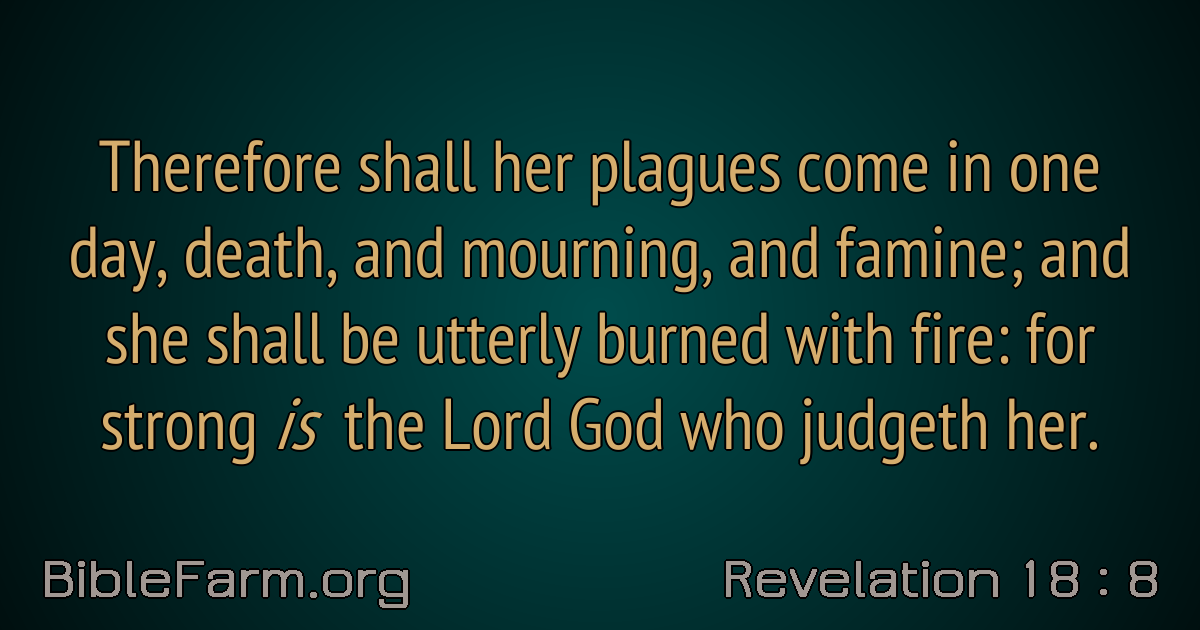 Therefore shall her plagues come in one
day, death, and mourning, and famine; and
she shall be utterly burned with fire: for
strong is the Lord God who judgeth her.
BibleFarm.org
Revelation 18 : 8